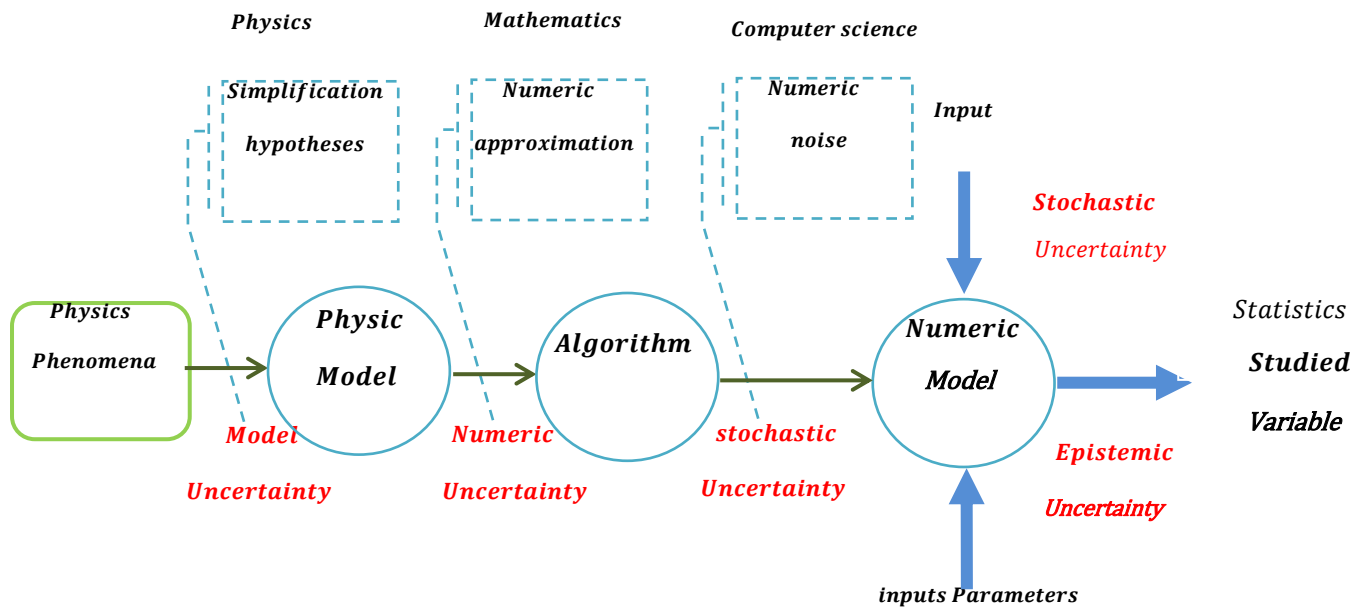 Physics
Mathematics
Computer science
Simplification
hypotheses
Numeric
approximation
Numeric
noise
Input
Stochastic
Uncertainty
Physics
Phenomena
Physic
Model
Algorithm
Numeric
Model
Statistics
Studied
Variable
Model
Uncertainty
Numeric
Uncertainty
stochastic
Uncertainty
Epistemic
Uncertainty
inputs Parameters